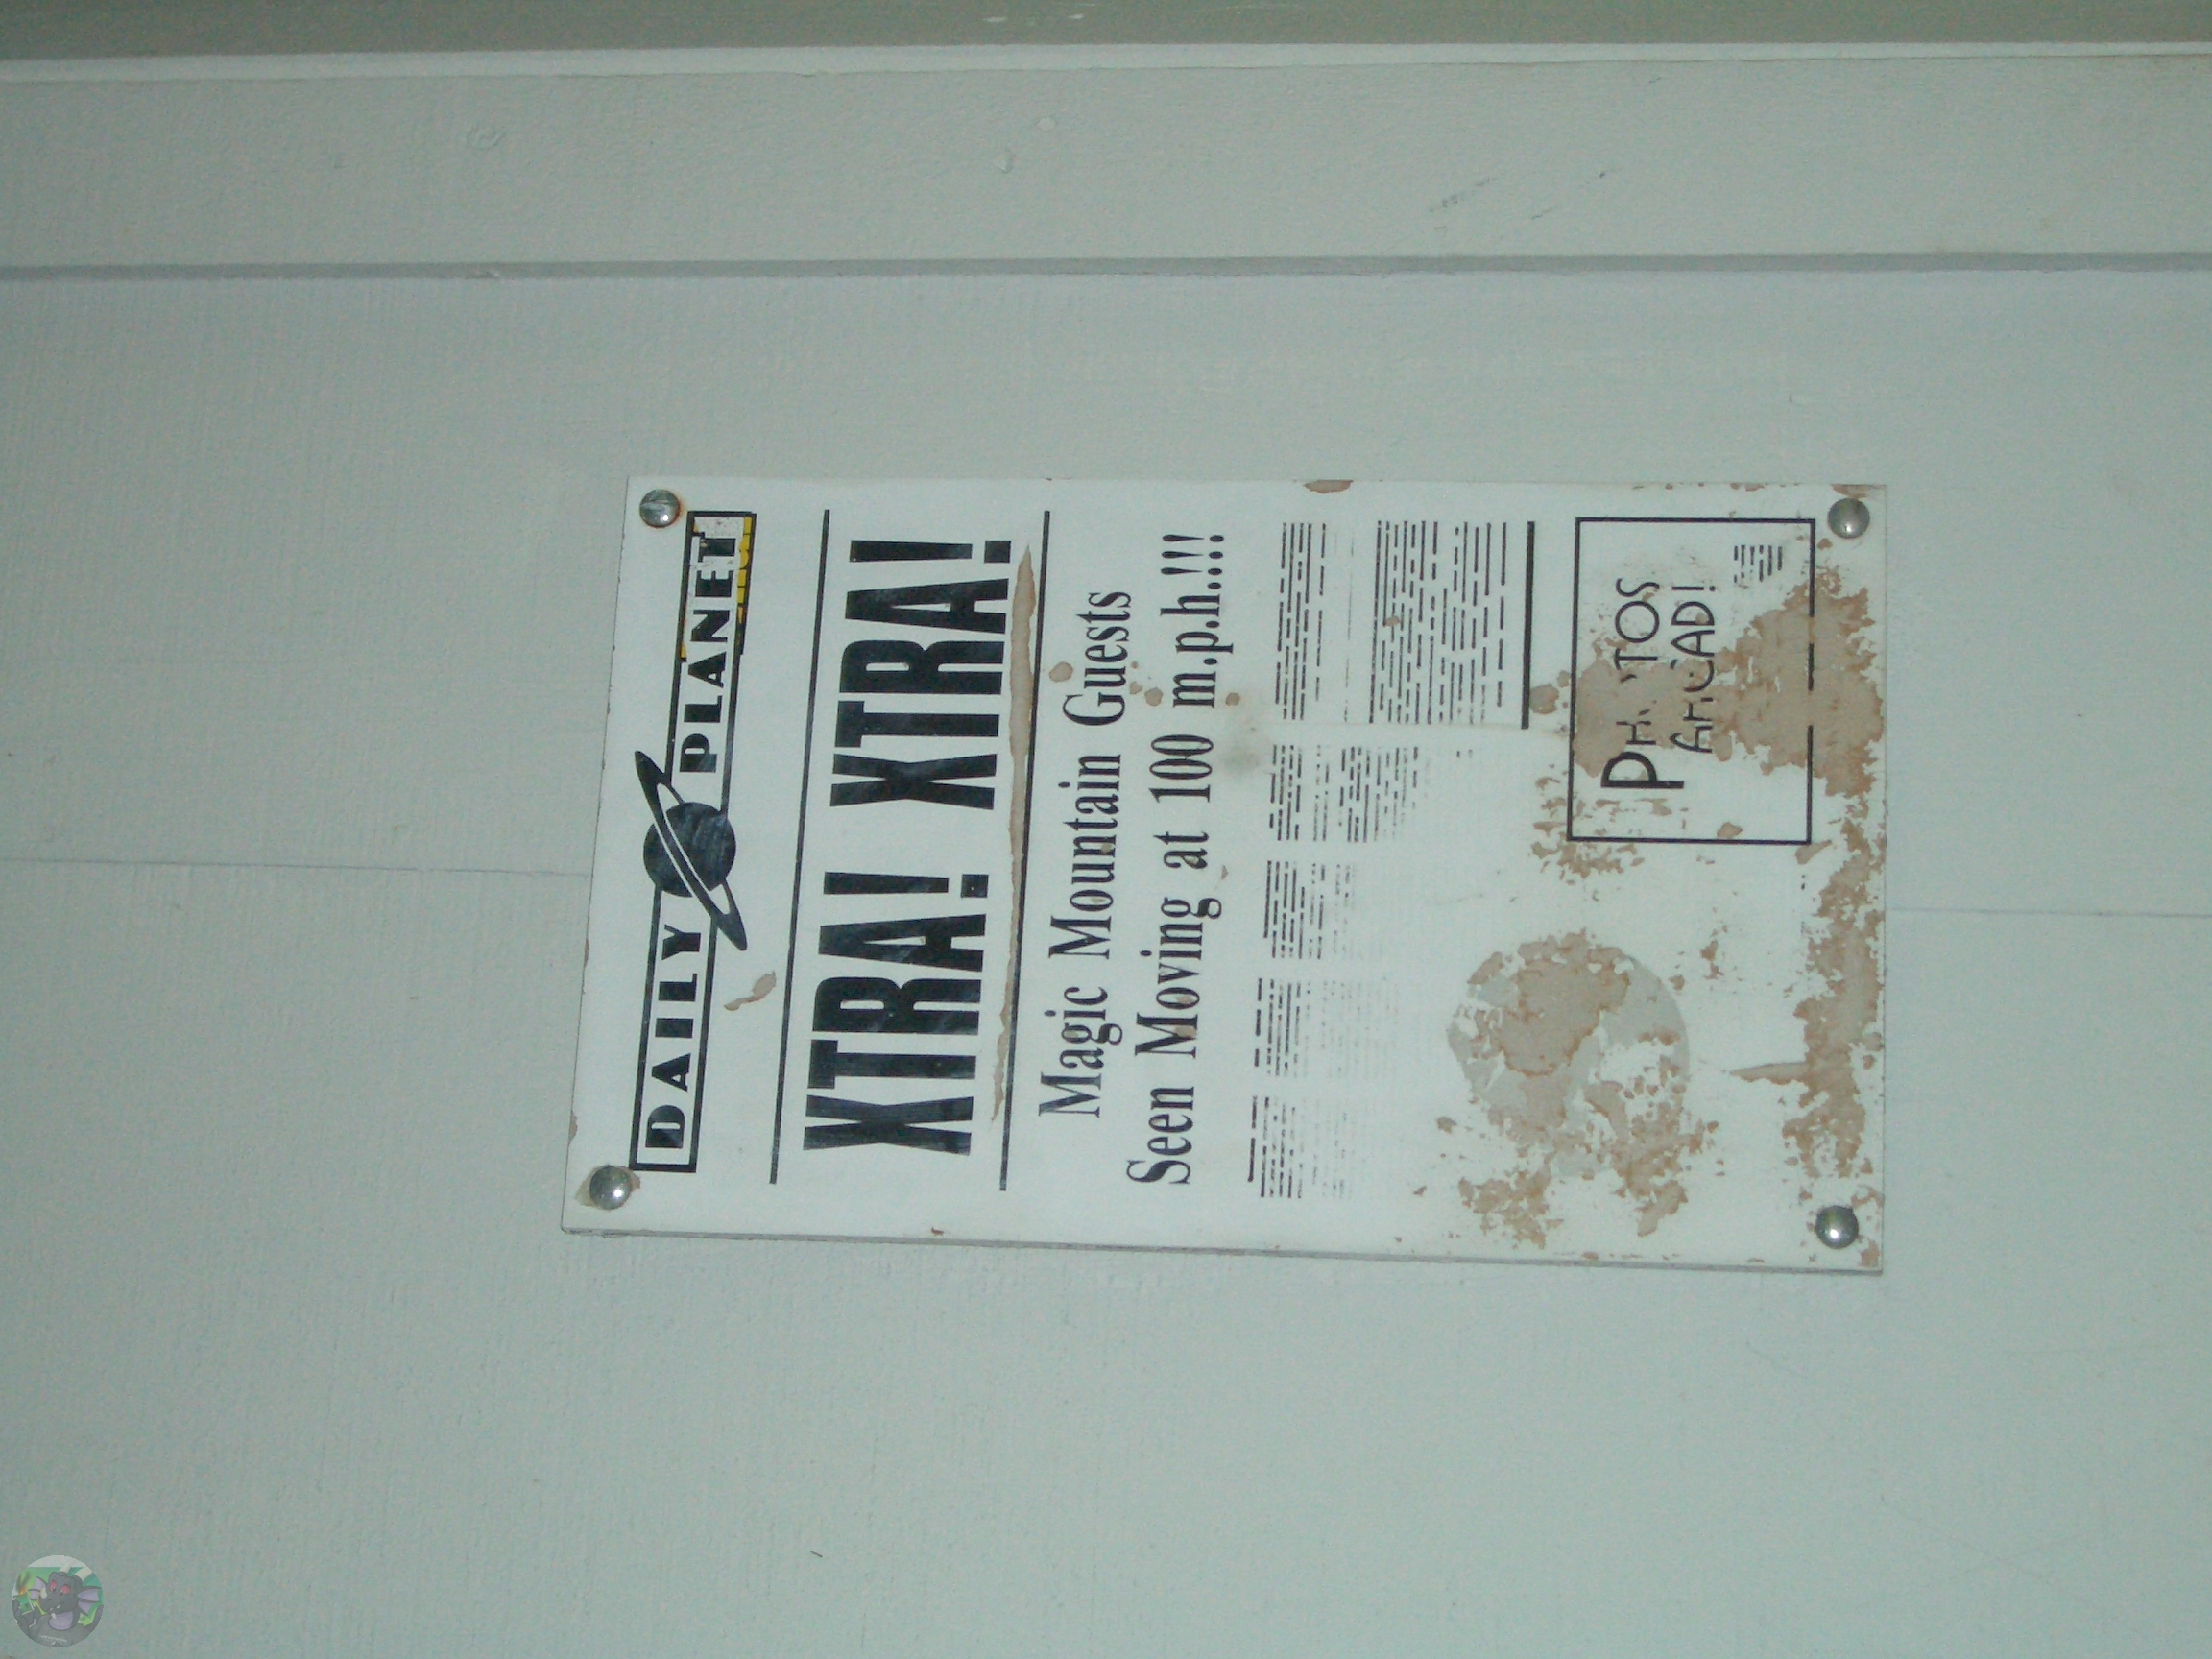 DAILY PLANET
XTRA! XTRA!
Magic Mountain Guests
Seen Moving at 100 m.p.h.!!!